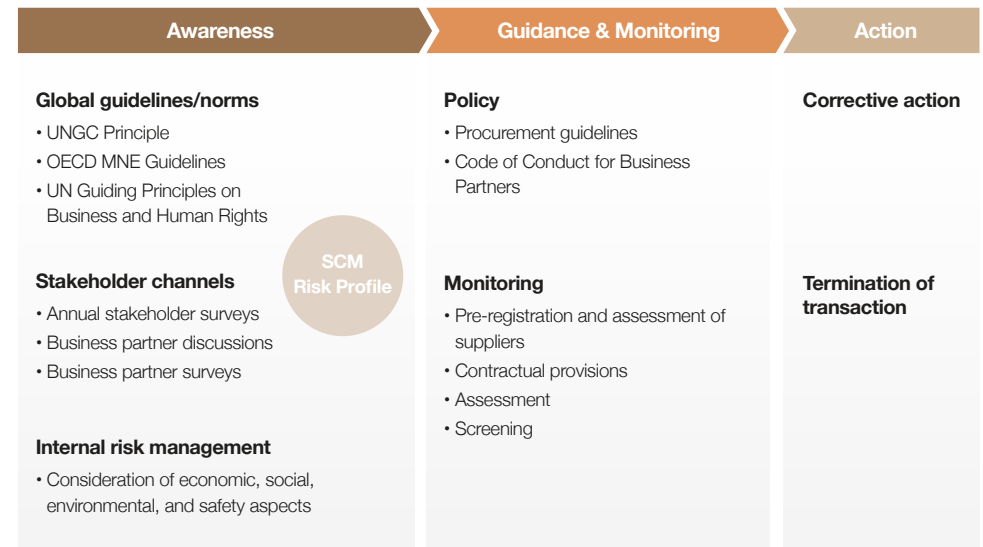 Awareness
Guidance & Monitoring
Action
Global guidelines/norms
• UNGC Principle
• OECD MNE Guidelines
• UN Guiding Principles on
Business and Human Rights
SCM
Risk Profile
Stakeholder channels
• Annual stakeholder surveys
• Business partner discussions
• Business partner surveys
Internal risk management
• Consideration of economic, social,
environmental, and safety aspects
Policy
• Procurement guidelines
• Code of Conduct for Business
Partners
Monitoring
• Pre-registration and assessment of
suppliers
• Contractual provisions
• Assessment
• Screening
Corrective action
Termination of
transaction